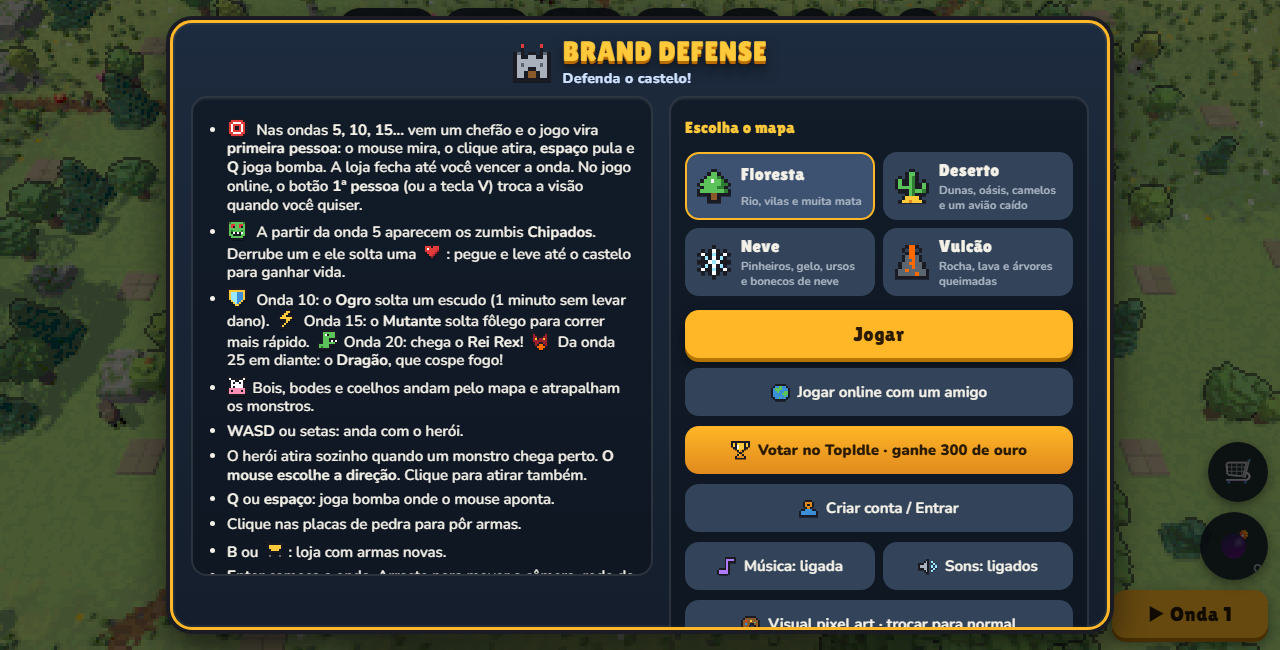 BRAND DEFENSE
Defenda o castelo!
Nas ondas 5, 10, 15... vem um chefão e o jogo vira
primeira pessoa: o mouse mira, o clique atira, espaço pula e
Q joga bomba. A loja fecha até você vencer a onda. No jogo
online, o botão 1ª pessoa (ou a tecla V) troca a visão
quando você quiser.
A partir da onda 5 aparecem os zumbis Chipados.
Derrube um e ele solta uma : pegue e leve até o castelo
para ganhar vida.
Onda 10: o Ogro solta um escudo (1 minuto sem levar
dano). Onda 15: o Mutante solta fôlego para correr
mais rápido. Onda 20: chega o Rei Rex! Da onda
25 em diante: o Dragão, que cospe fogo!
Bois, bodes e coelhos andam pelo mapa e atrapalham
os monstros.
WASD ou setas: anda com o herói.
O herói atira sozinho quando um monstro chega perto. O
mouse escolhe a direção. Clique para atirar também.
Q ou espaço: joga bomba onde o mouse aponta.
Clique nas placas de pedra para pôr armas.
B ou : loja com armas novas.
Escolha o mapa
Floresta
Rio, vilas e muita mata
Deserto
Dunas, oásis, camelos
e um avião caído
Neve
Pinheiros, gelo, ursos
e bonecos de neve
Vulcão
Rocha, lava e árvores
queimadas
Jogar
Jogar online com um amigo
Votar no TopIdle · ganhe 300 de ouro
Criar conta / Entrar
Música: ligada
Sons: ligados
Visual pixel art · trocar para normal
Q
▶ Onda 1